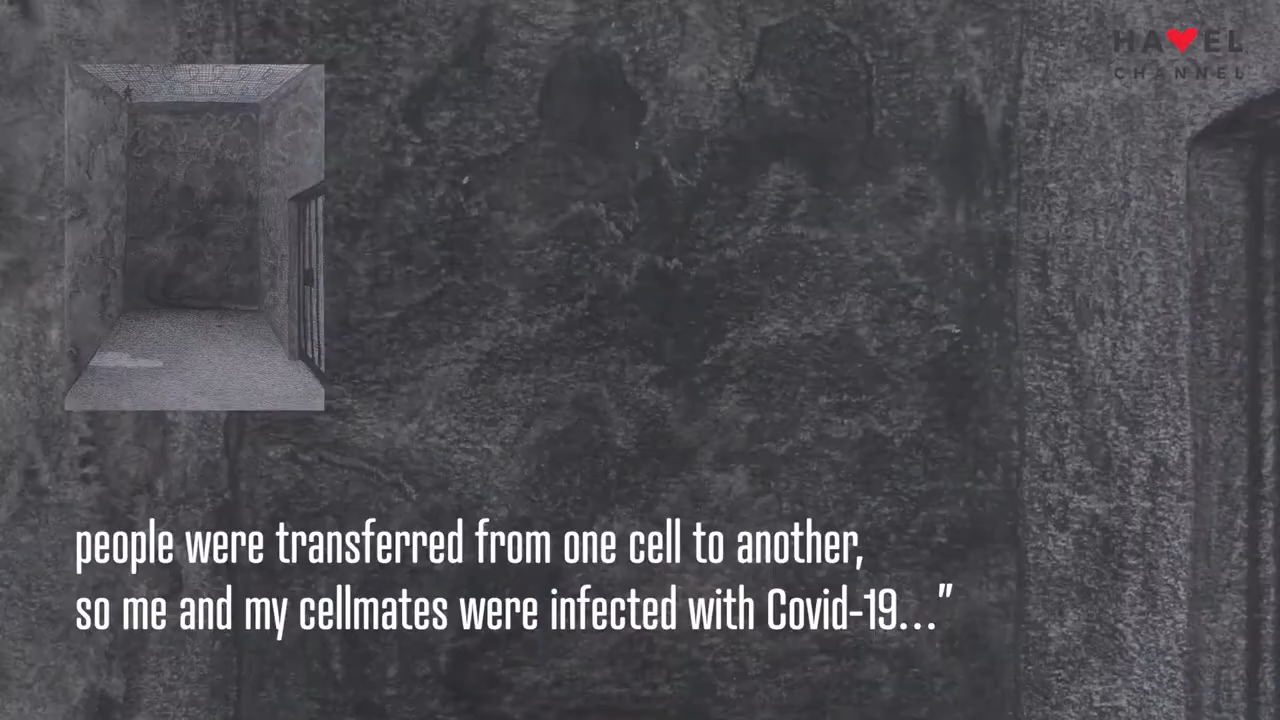 HAVEL
CHANNEL
people were transferred from one cell to another,
so me and my cellmates were infected with Covid-19..."